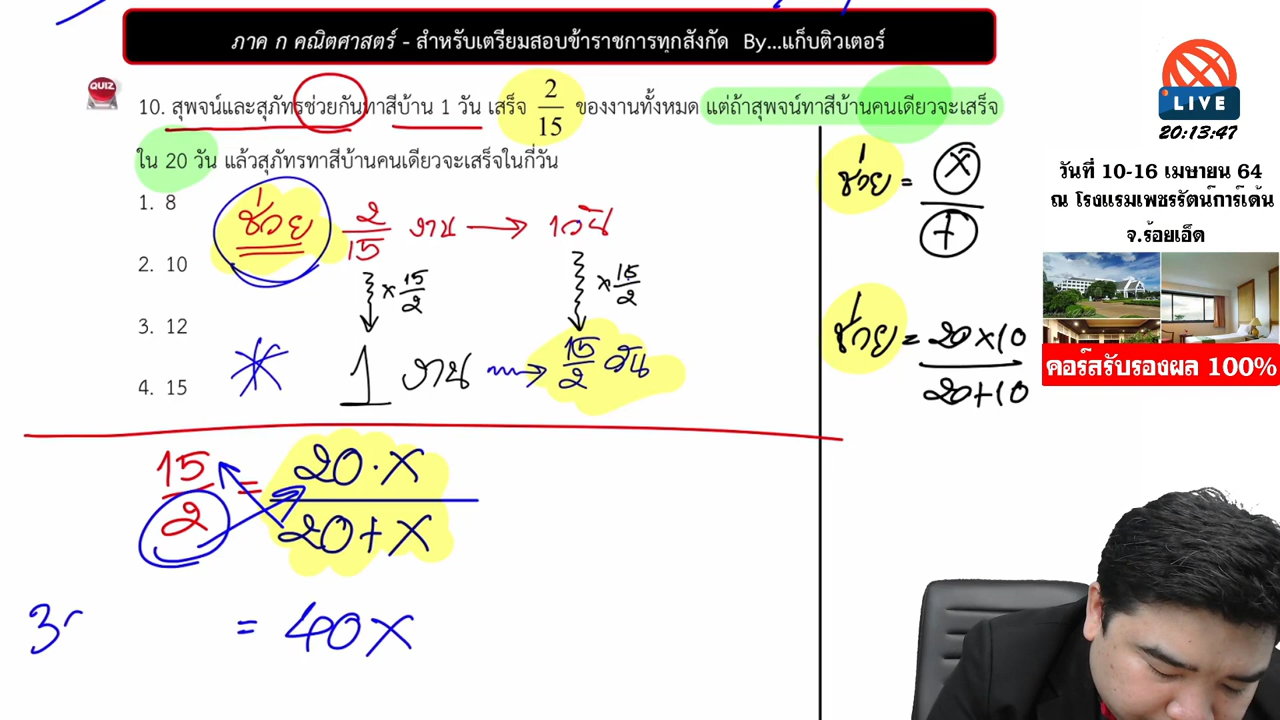 ภาค ก คณิตศาสตร์ - สำหรับเตรียมสอบข้าราชการทุกสังกัด By...แก็บติวเตอร์
QUIZ
10. สุพจน์และสุภัทรช่วยกันทาสีบ้าน 1 วัน เสร็จ 2/15 ของงานทั้งหมด แต่ถ้าสุพจน์ทาสีบ้านคนเดียวจะเสร็จ
ใน 20 วัน แล้วสุภัทรทาสีบ้านคนเดียวจะเสร็จในกี่วัน
1. 8
2. 10
3. 12
4. 15
ช่วย 2/15 งาน → 1 วัน
× 15/2 × 15/2
1 งาน → 15/2 วัน
15/2 = 20·x / 20+x
= 40x
ช่วย = × / +
ช่วย = 20×10 / 20+10
LIVE
20:13:47
วันที่ 10-16 เมษายน 64
ณ โรงแรมเพชรรัตน์การ์เด้น
จ.ร้อยเอ็ด
คอร์สรับรองผล 100%